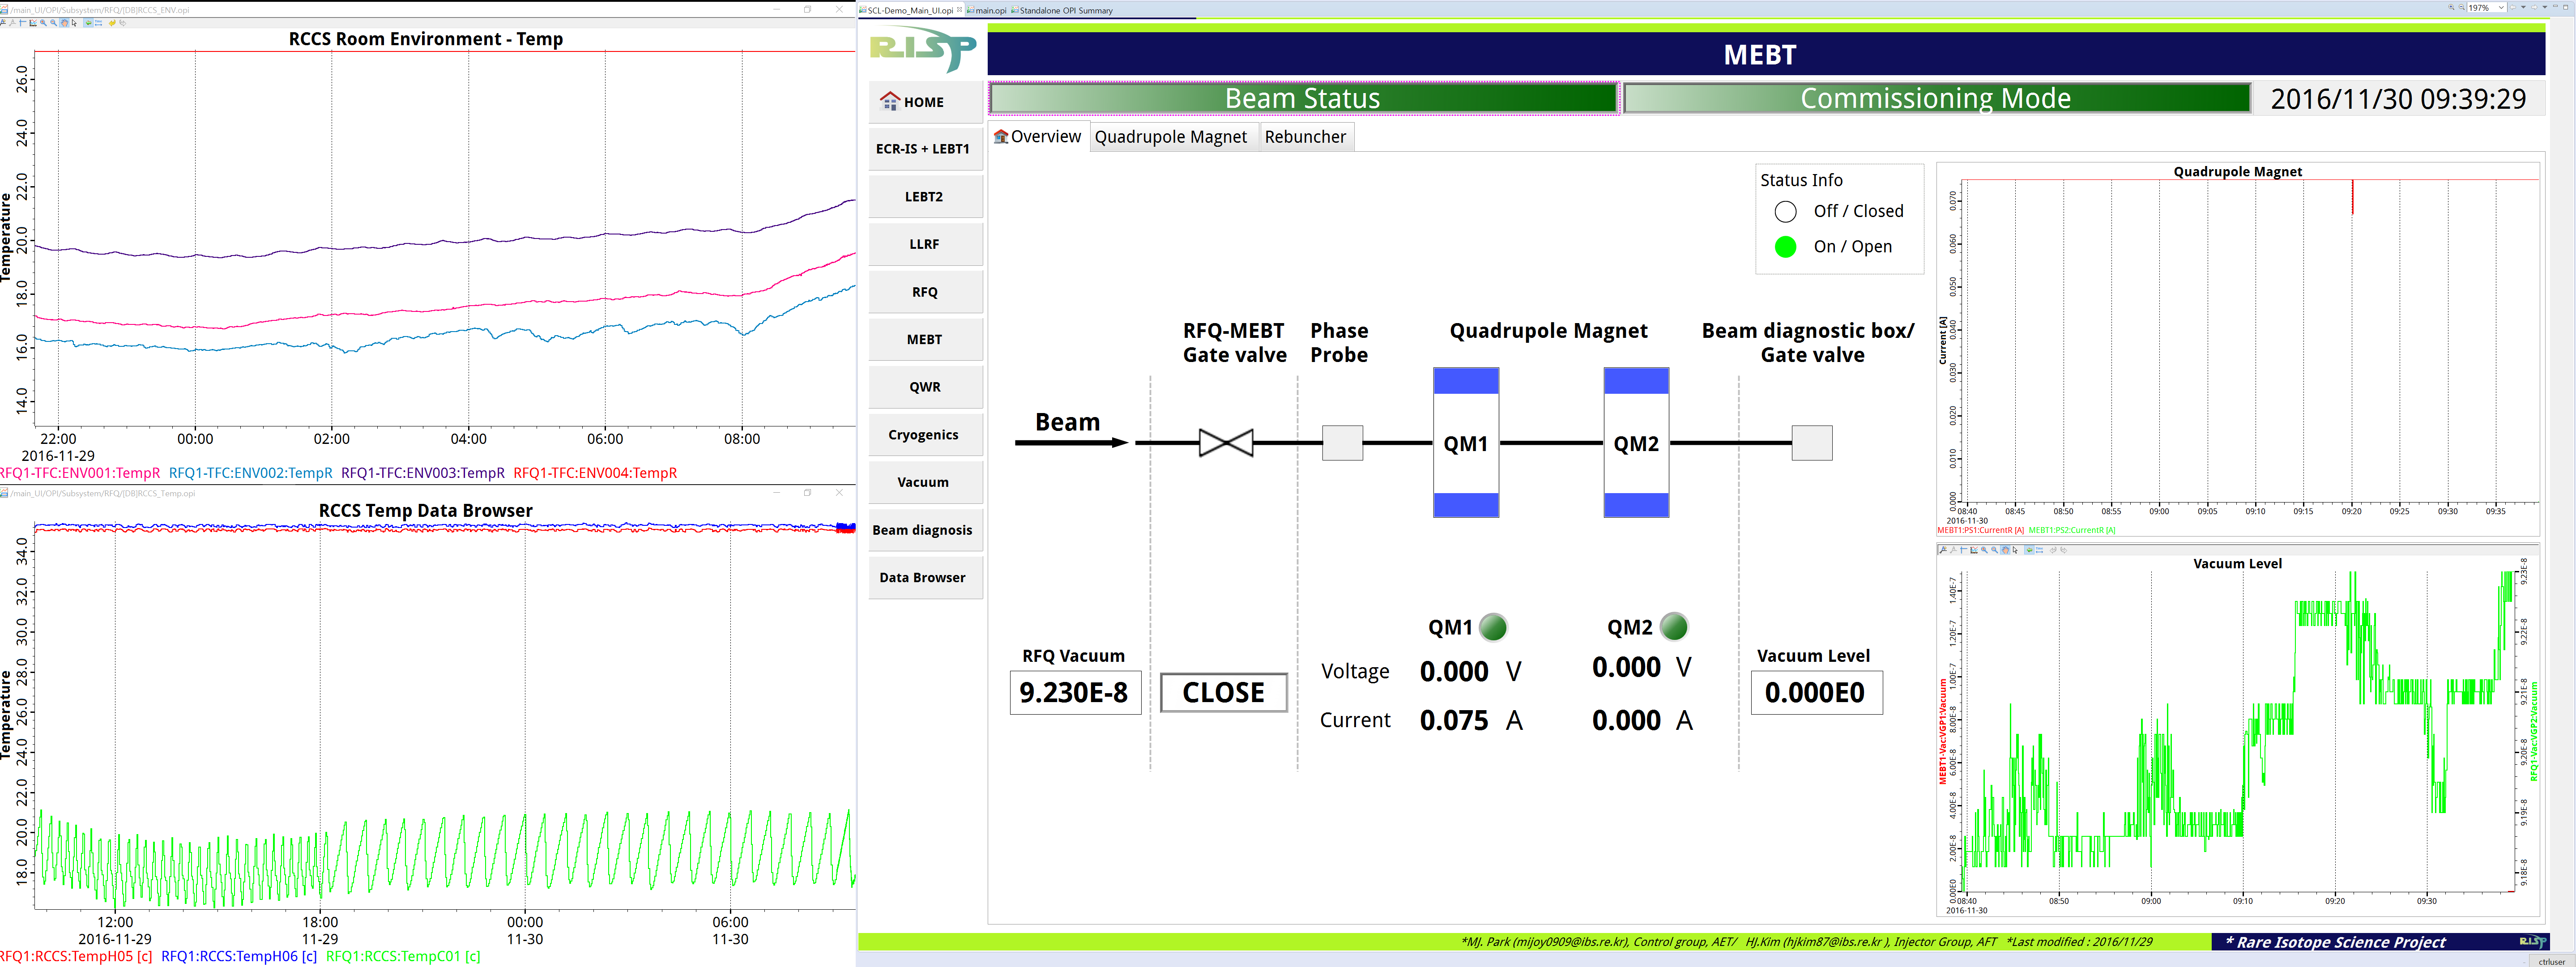 /main_UI/OPI/Subsystem/RFQ/[DB]RCCS_ENV.opi
RCCS Room Environment - Temp
Temperature
26.0
24.0
22.0
20.0
18.0
16.0
14.0
22:00 00:00 02:00 04:00 06:00 08:00
2016-11-29
RFQ1-TFC:ENV001:TempR RFQ1-TFC:ENV002:TempR RFQ1-TFC:ENV003:TempR RFQ1-TFC:ENV004:TempR
/main_UI/OPI/Subsystem/RFQ/[DB]RCCS_Temp.opi
RCCS Temp Data Browser
Temperature
34.0
32.0
30.0
28.0
26.0
24.0
22.0
20.0
18.0
12:00 18:00 00:00 06:00
2016-11-29 11-29 11-30 11-30
RFQ1:RCCS:TempH05 [c] RFQ1:RCCS:TempH06 [c] RFQ1:RCCS:TempC01 [c]
SCL-Demo_Main_UI.opi main.opi Standalone OPI Summary
197%
RISP
MEBT
Beam Status Commissioning Mode 2016/11/30 09:39:29
HOME
ECR-IS + LEBT1
LEBT2
LLRF
RFQ
MEBT
QWR
Cryogenics
Vacuum
Beam diagnosis
Data Browser
Overview Quadrupole Magnet Rebuncher
Status Info
Off / Closed
On / Open
RFQ-MEBT
Gate valve
Phase
Probe
Quadrupole Magnet
Beam diagnostic box/
Gate valve
Beam
QM1
QM2
RFQ Vacuum
9.230E-8
CLOSE
QM1 QM2
Voltage 0.000 V 0.000 V
Current 0.075 A 0.000 A
Vacuum Level
0.000E0
Quadrupole Magnet
Current [A]
0.070
0.060
0.050
0.040
0.030
0.020
0.010
0.000
08:40 08:45 08:50 08:55 09:00 09:05 09:10 09:15 09:20 09:25 09:30 09:35
2016-11-30
MEBT1:PS1:CurrentR [A] MEBT1:PS2:CurrentR [A]
Vacuum Level
MEBT1-Vac:VGP1:Vacuum
1.40E-7
1.20E-7
1.00E-7
8.00E-8
6.00E-8
4.00E-8
2.00E-8
0.00E0
9.23E-8
9.22E-8
9.21E-8
9.20E-8
9.19E-8
9.18E-8
RFQ1-Vac:VGP2:Vacuum
08:40 08:50 09:00 09:10 09:20 09:30
2016-11-30
*MJ. Park (mijoy0909@ibs.re.kr), Control group, AET/ HJ.Kim (hjkim87@ibs.re.kr ), Injector Group, AFT *Last modified : 2016/11/29
* Rare Isotope Science Project
RISP
ctrluser